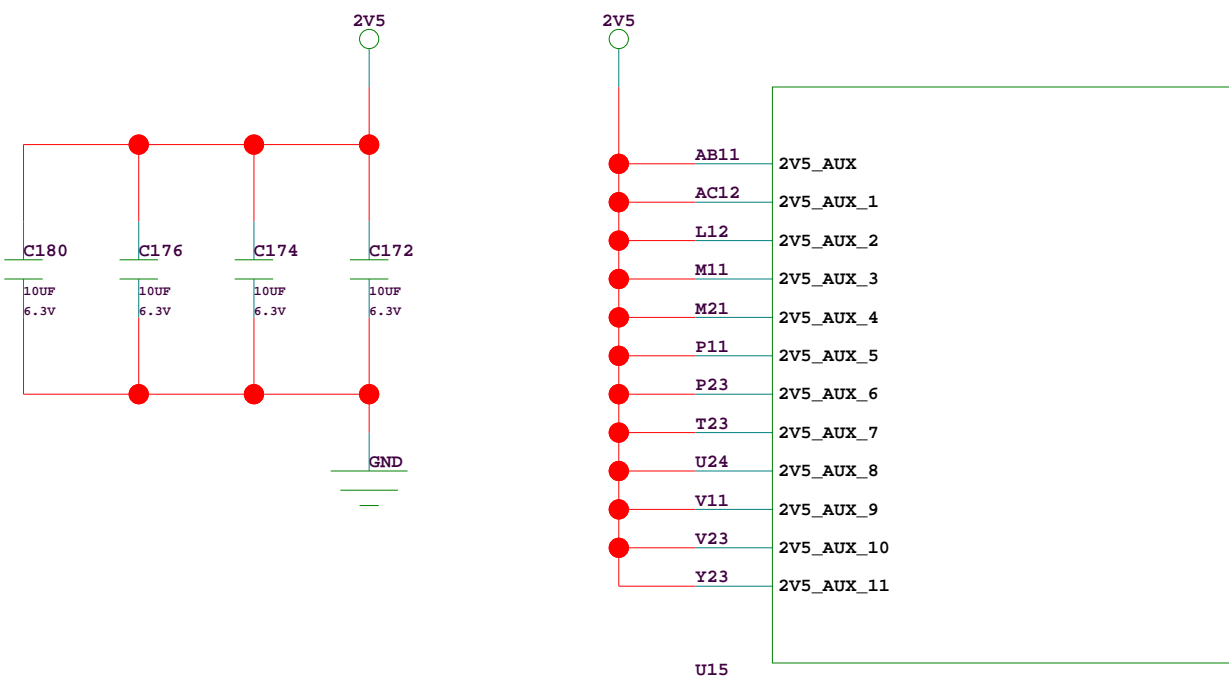 2V5
C180
10UF
6.3V
C176
10UF
6.3V
C174
10UF
6.3V
C172
10UF
6.3V
GND
2V5
AB11 2V5_AUX
AC12 2V5_AUX_1
L12 2V5_AUX_2
M11 2V5_AUX_3
M21 2V5_AUX_4
P11 2V5_AUX_5
P23 2V5_AUX_6
T23 2V5_AUX_7
U24 2V5_AUX_8
V11 2V5_AUX_9
V23 2V5_AUX_10
Y23 2V5_AUX_11
U15